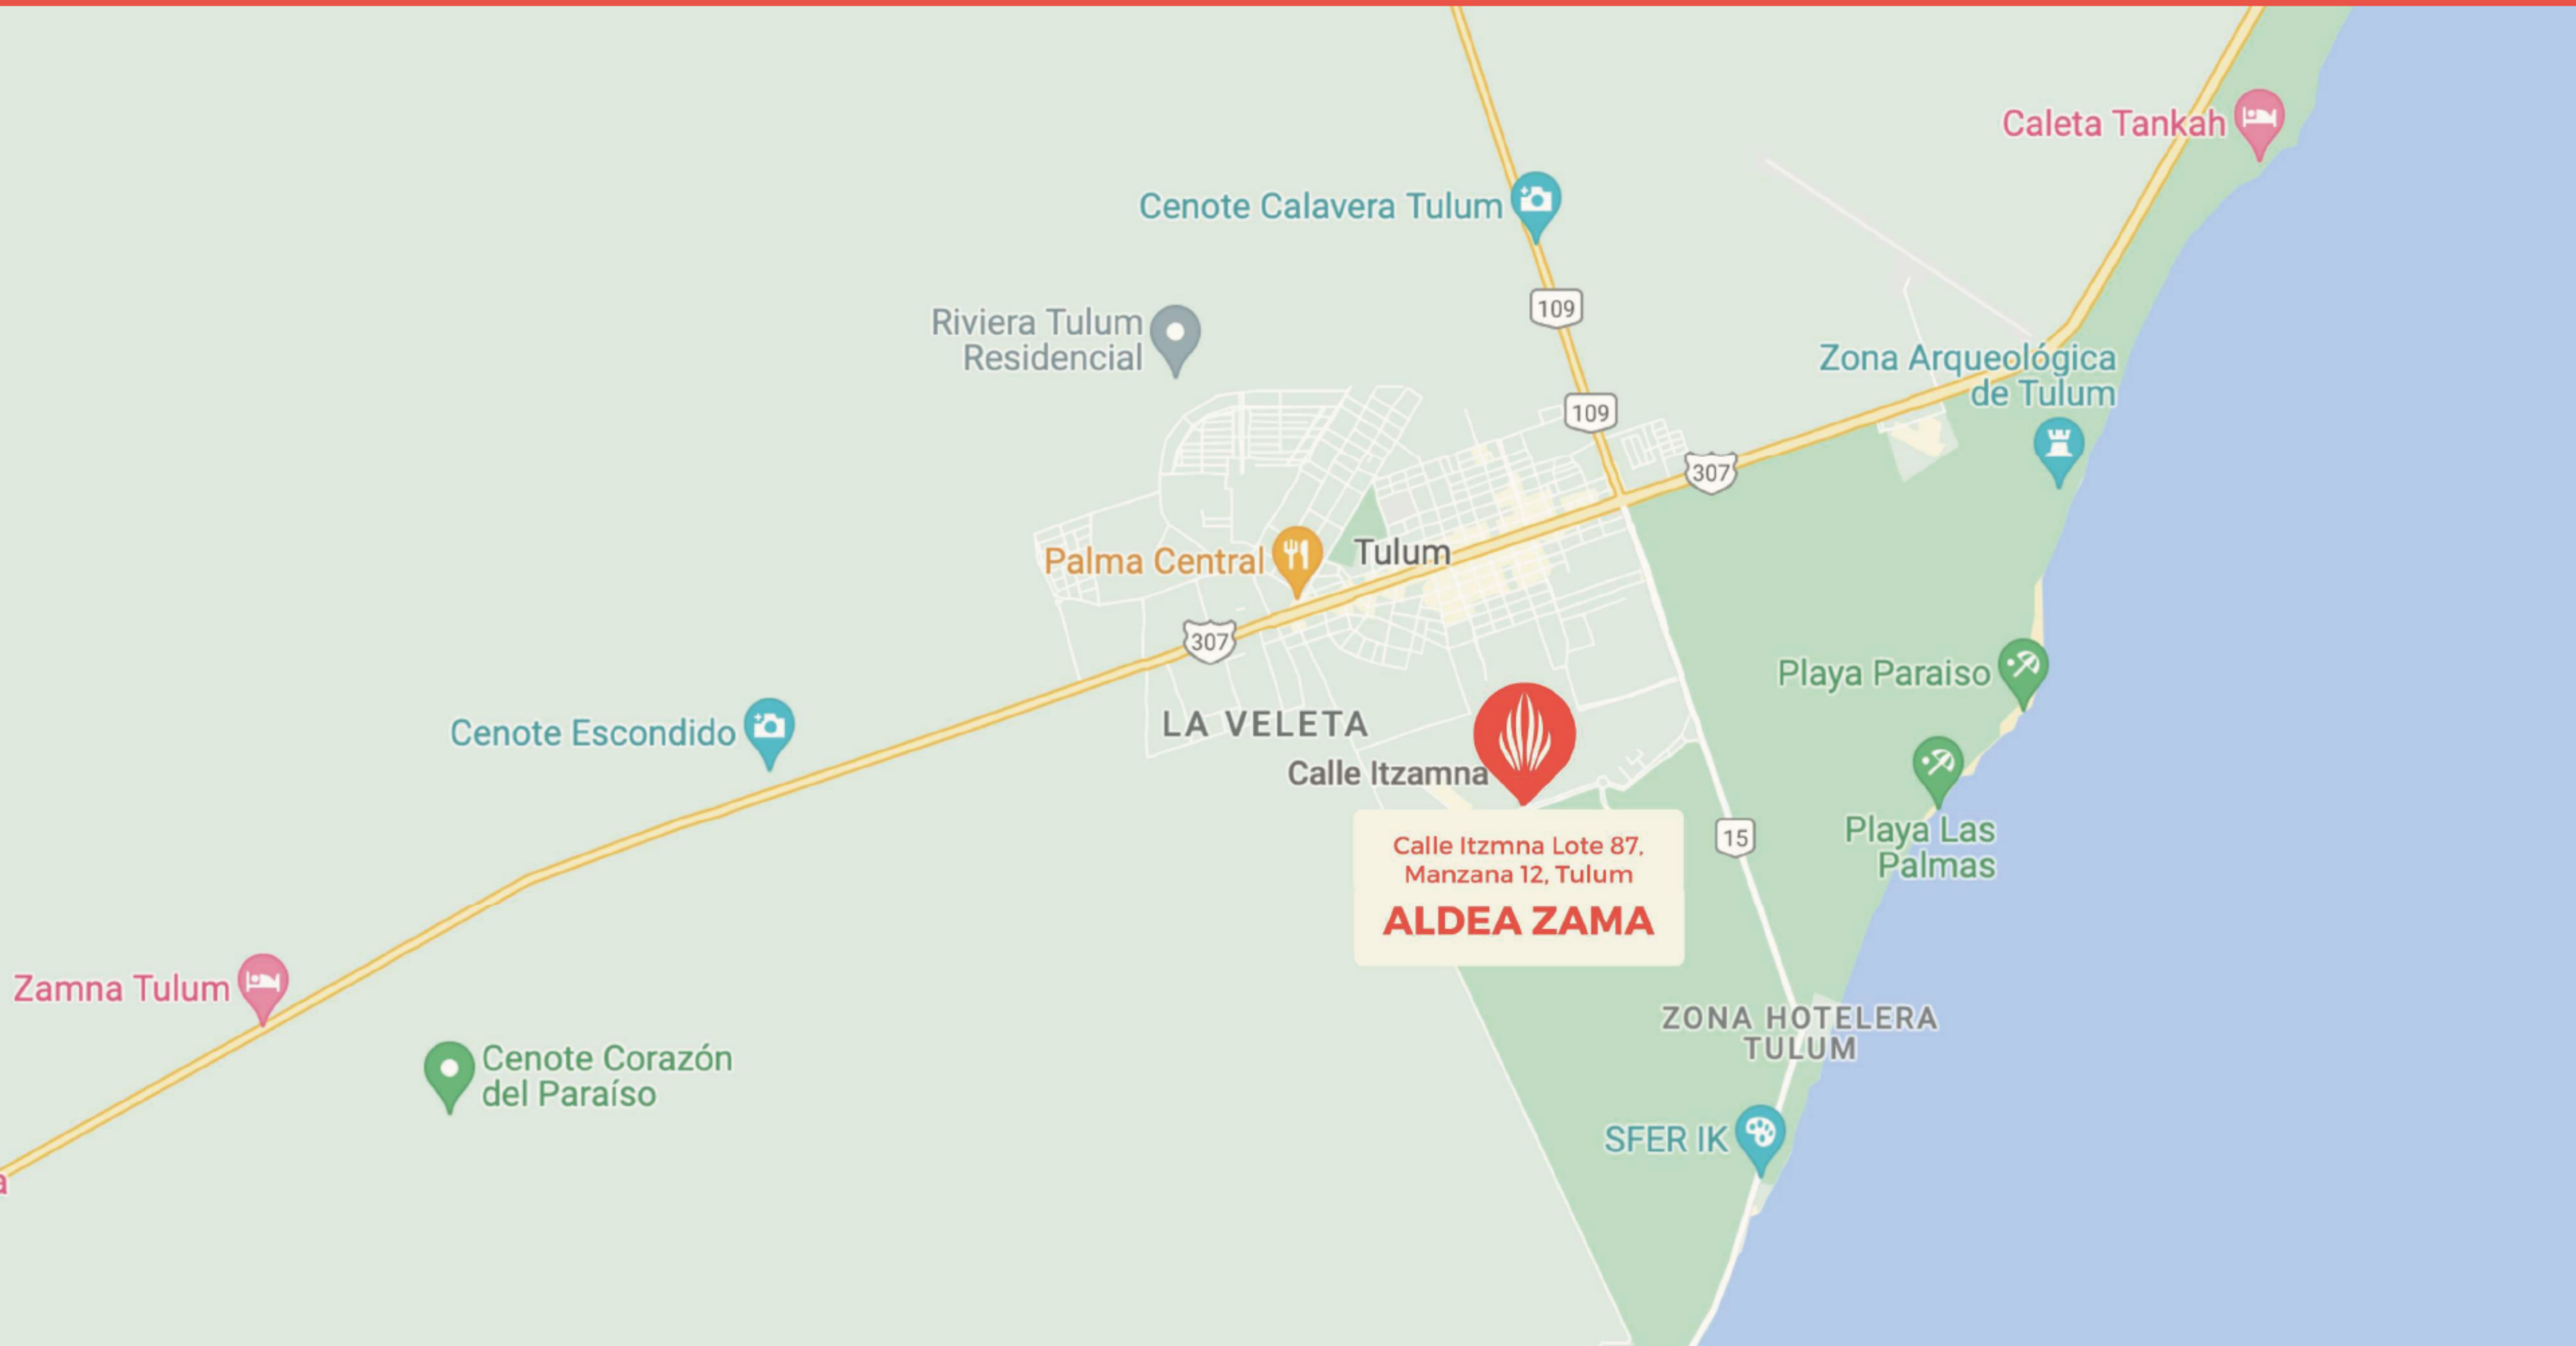 Caleta Tankah
Cenote Calavera Tulum
109
Riviera Tulum
Residencial
Zona Arqueológica
de Tulum
109
307
Tulum
Palma Central
307
Playa Paraiso
LA VELETA
Cenote Escondido
Calle Itzamna
Playa Las
Palmas
15
Calle Itzmna Lote 87,
Manzana 12, Tulum
ALDEA ZAMA
Zamna Tulum
ZONA HOTELERA
TULUM
Cenote Corazón
del Paraíso
SFER IK
a